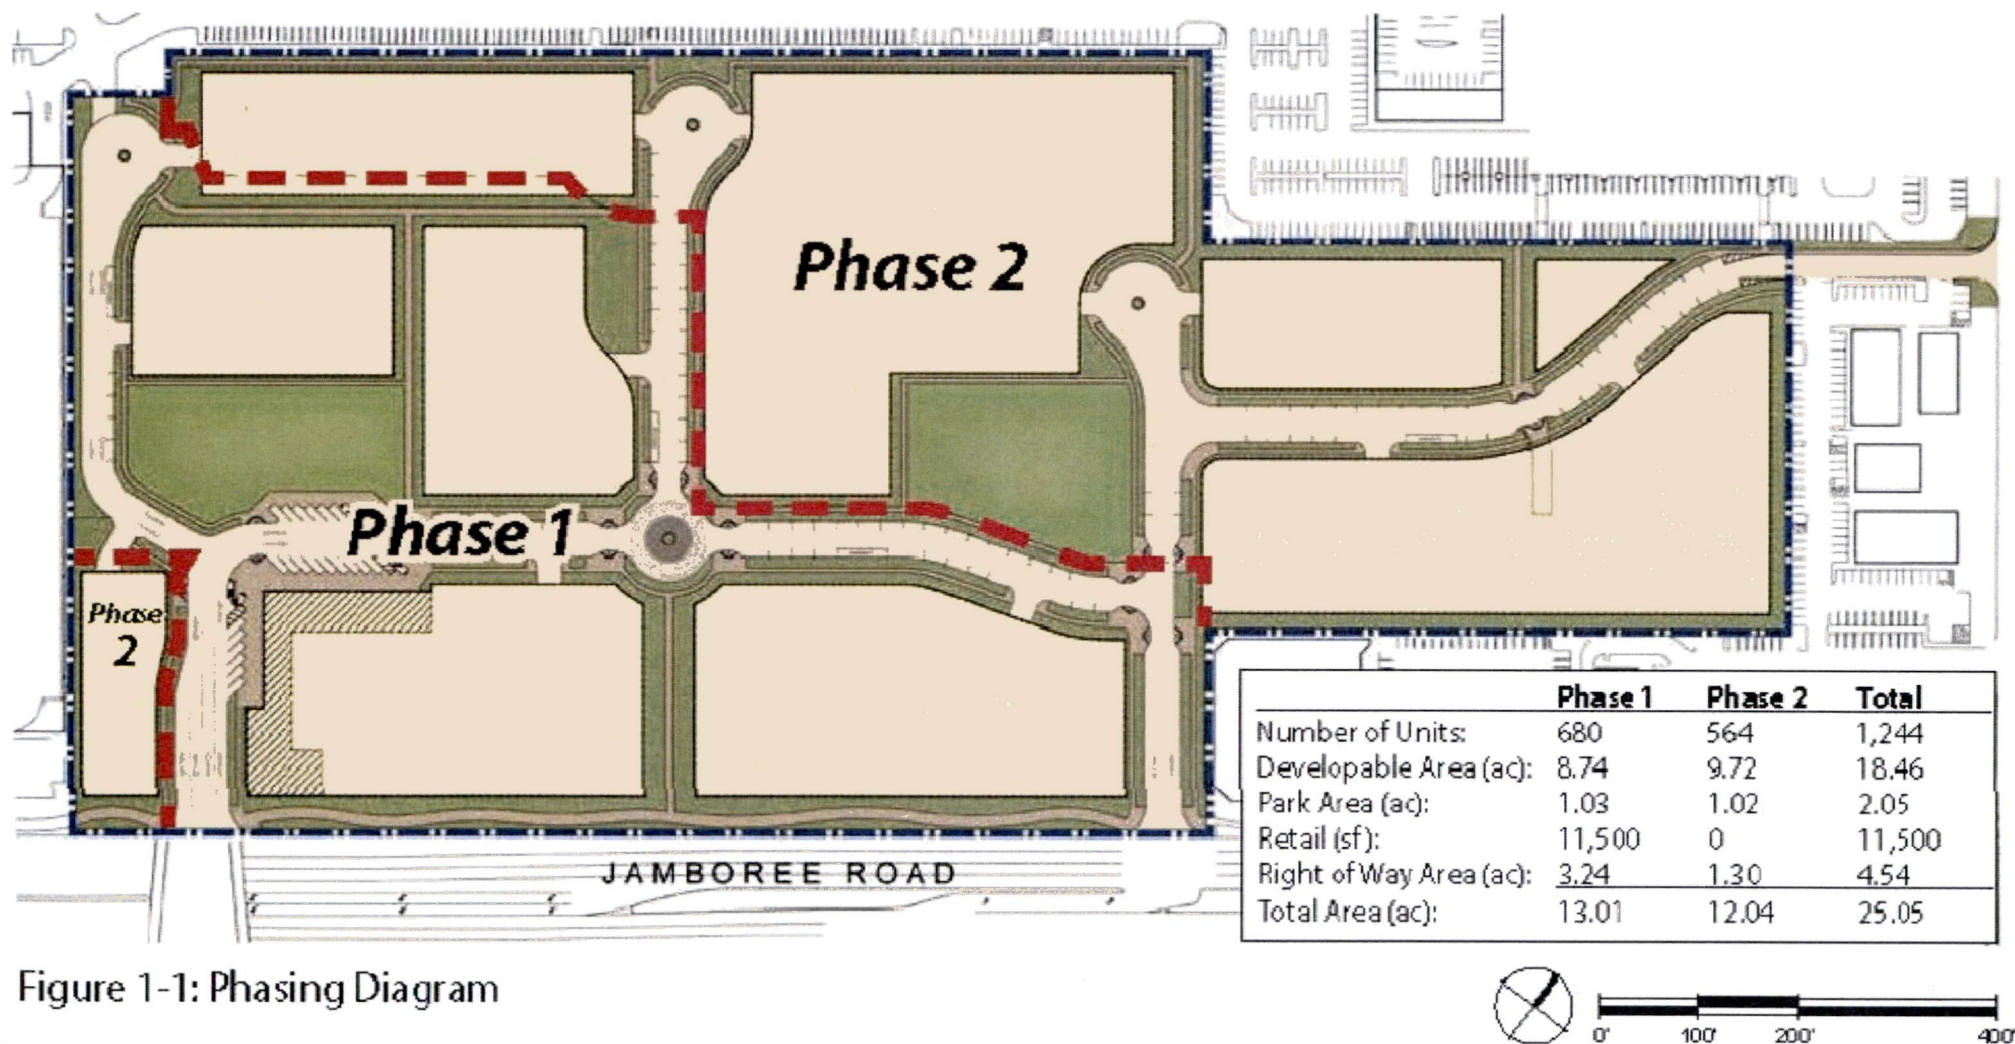 Phase 2
Phase 1
Phase
2
JAMBOREE ROAD
Phase 1 Phase 2 Total
Number of Units: 680 564 1,244
Developable Area (ac): 8.74 9.72 18.46
Park Area (ac): 1.03 1.02 2.05
Retail (sf): 11,500 0 11,500
Right of Way Area (ac): 3.24 1.30 4.54
Total Area (ac): 13.01 12.04 25.05
Figure 1-1: Phasing Diagram
0' 100' 200' 400'